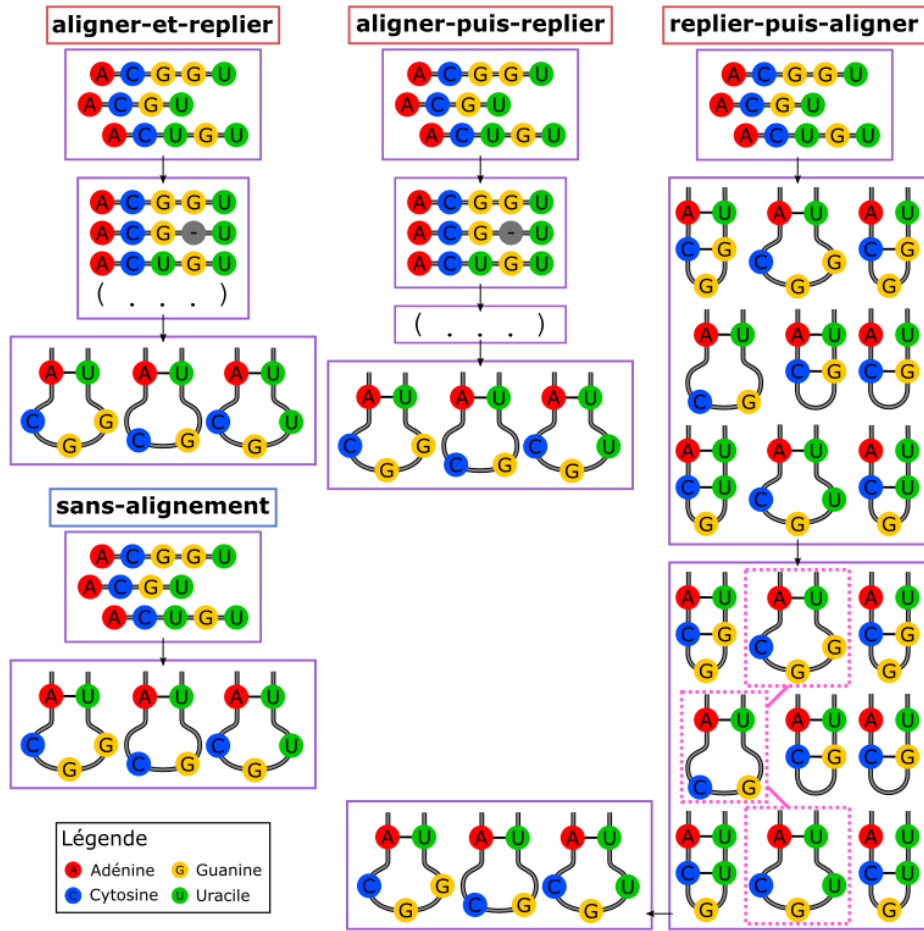 aligner-et-replier
A C G G U
A C G U
A C U G U
A C G G U
A C G - U
A C U G U
( . . . )
A U A U A U
C G C U
G C G G
sans-alignement
A C G G U
A C G U
A C U G U
A U A U A U
C G C U
G C G G
Légende
A Adénine G Guanine
C Cytosine U Uracile
aligner-puis-replier
A C G G U
A C G U
A C U G U
A C G G U
A C G - U
A C U G U
( . . . )
A U A U A U
C G C U
G C G G
replier-puis-aligner
A C G G U
A C G U
A C U G U
A U A U A U
C G C G C G
G G G
A U A U A U
C G C G
C G
A U A U A U
C U C U C U
G G G
A U A U A U
C G C G C G
G G G
A U A U A U
C G C G
C G
A U A U A U
C U C U C U
G G G
A U A U A U
C G C U
G C G G